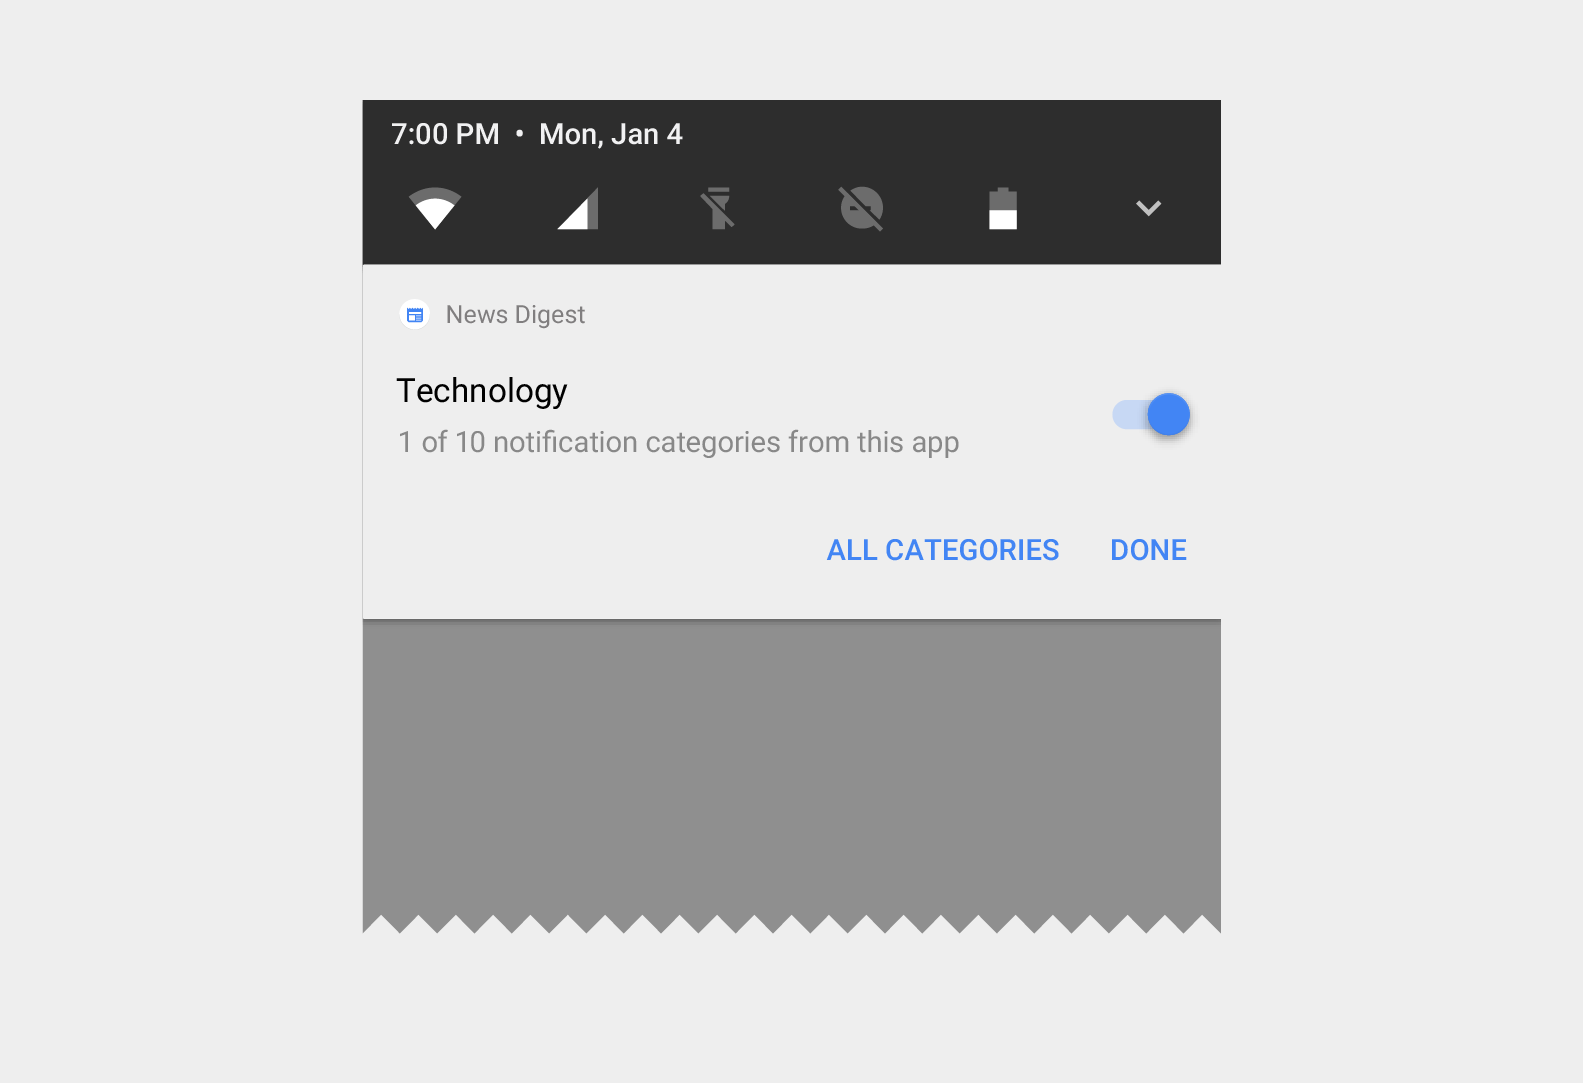 7:00 PM • Mon, Jan 4
News Digest
Technology
1 of 10 notification categories from this app
ALL CATEGORIES DONE